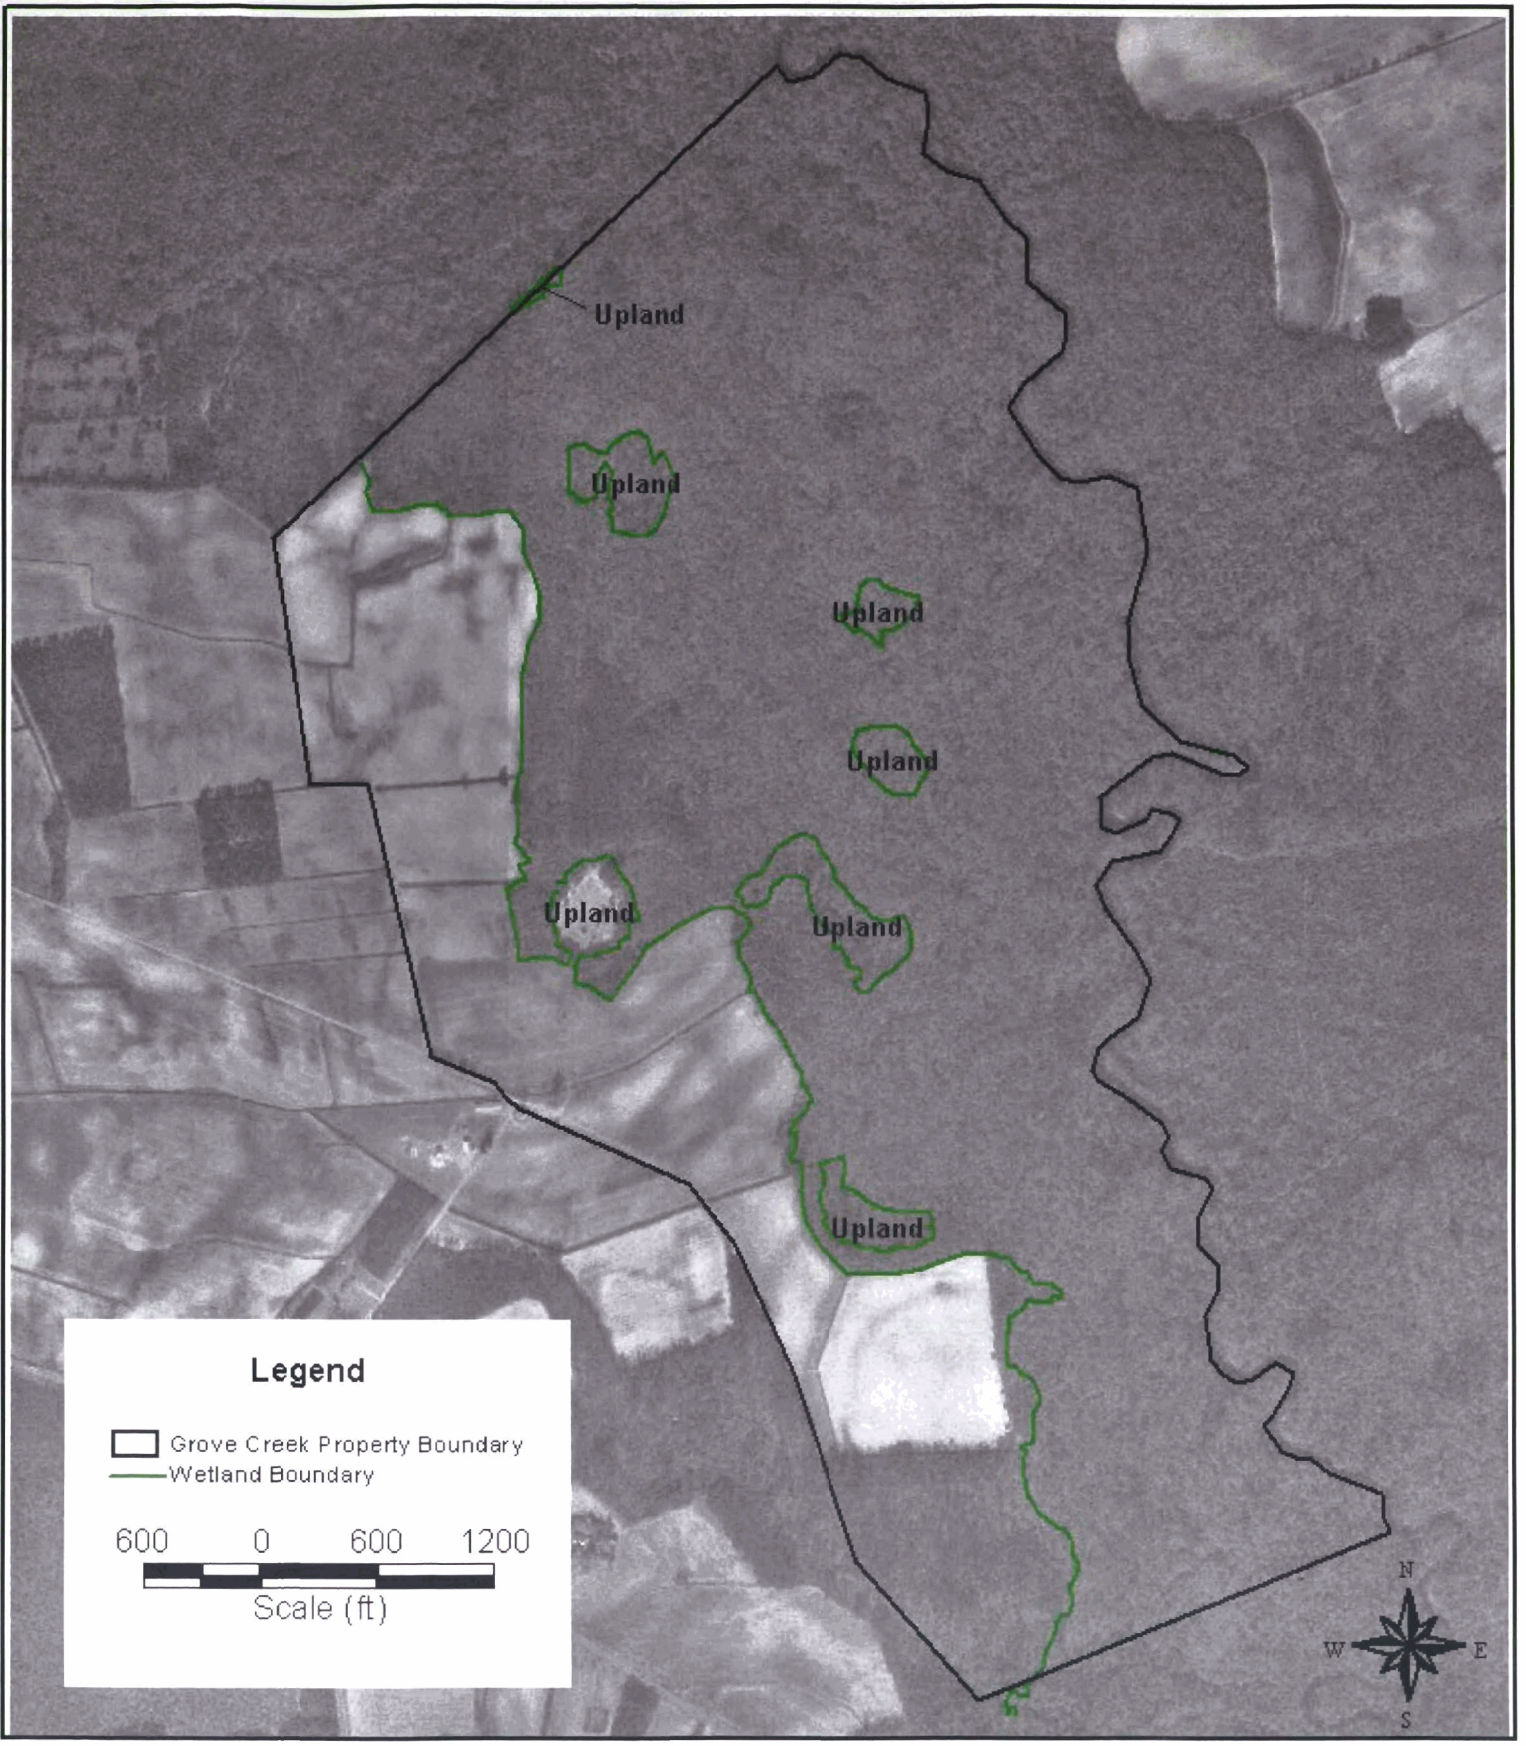 Upland
Upland
Upland
Upland
Upland
Upland
Upland
Legend
Grove Creek Property Boundary
Wetland Boundary
600 0 600 1200
Scale (ft)
N
W E
S